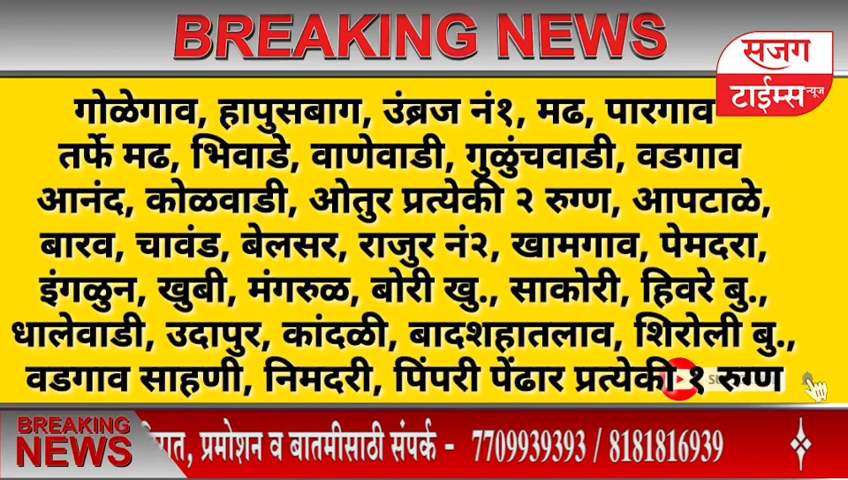 BREAKING NEWS
सजग
टाईम्स न्यूज
गोळेगाव, हापुसबाग, उंब्रज नं१, मढ, पारगाव
तर्फे मढ, भिवाडे, वाणेवाडी, गुळुंचवाडी, वडगाव
आनंद, कोळवाडी, ओतुर प्रत्येकी २ रुग्ण, आपटाळे,
बारव, चावंड, बेलसर, राजुर नं२, खामगाव, पेमदरा,
इंगळुन, खुबी, मंगरुळ, बोरी खु., साकोरी, हिवरे बु.,
धालेवाडी, उदापुर, कांदळी, बादशहातलाव, शिरोली बु.,
वडगाव साहणी, निमदरी, पिंपरी पेंढार प्रत्येकी १ रुग्ण
BREAKING
NEWS
प्रमोशन व बातमीसाठी संपर्क - 7709939393 / 8181816939